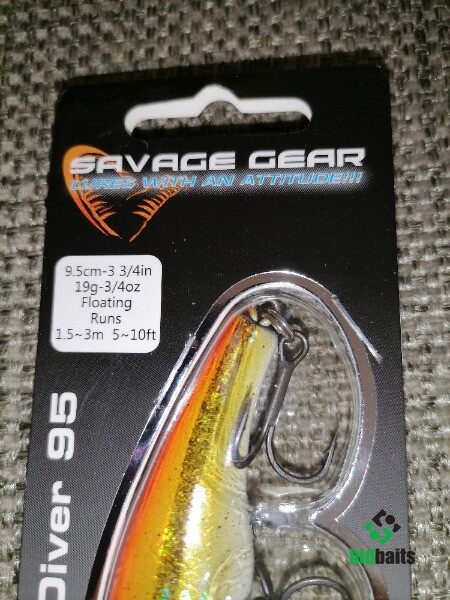 SAVAGE GEAR
LURES WITH AN ATTITUDE!!!
9.5cm-3 3/4in
19g-3/4oz
Floating
Runs
1.5~3m 5~10ft
Diver 95
bidbaits